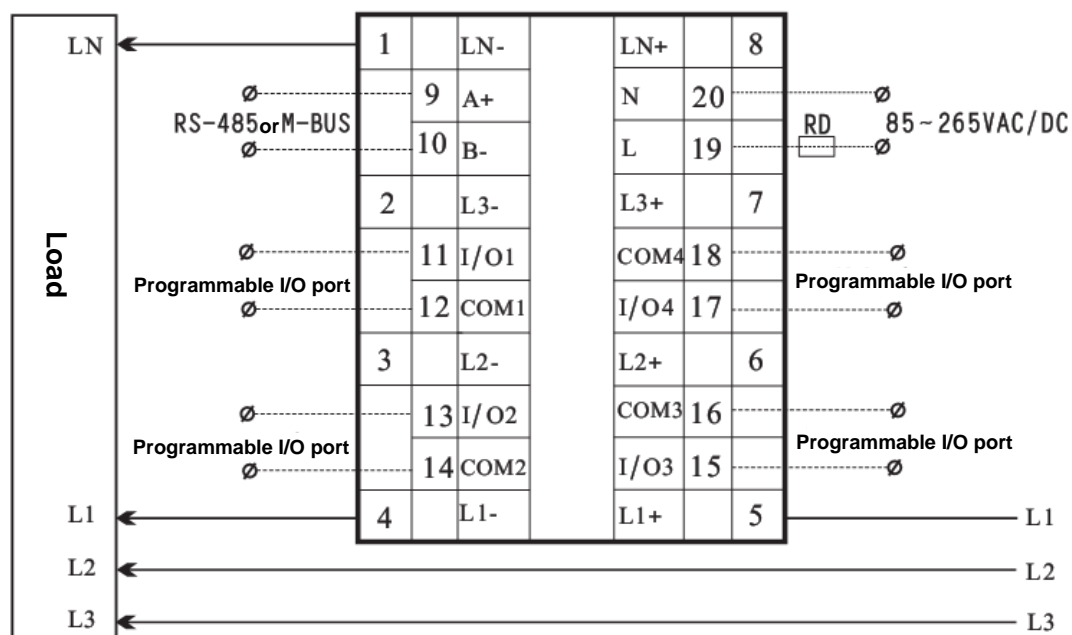 LN 1 LN- LN+ 8
9 A+ N 20
RS-485orM-BUS RD 85~265VAC/DC
10 B- L 19
2 L3- L3+ 7
11 I/O1 COM4 18
Programmable I/O port Programmable I/O port
12 COM1 I/O4 17
Load
3 L2- L2+ 6
13 I/O2 COM3 16
Programmable I/O port Programmable I/O port
14 COM2 I/O3 15
L1 4 L1- L1+ 5 L1
L2 L2
L3 L3